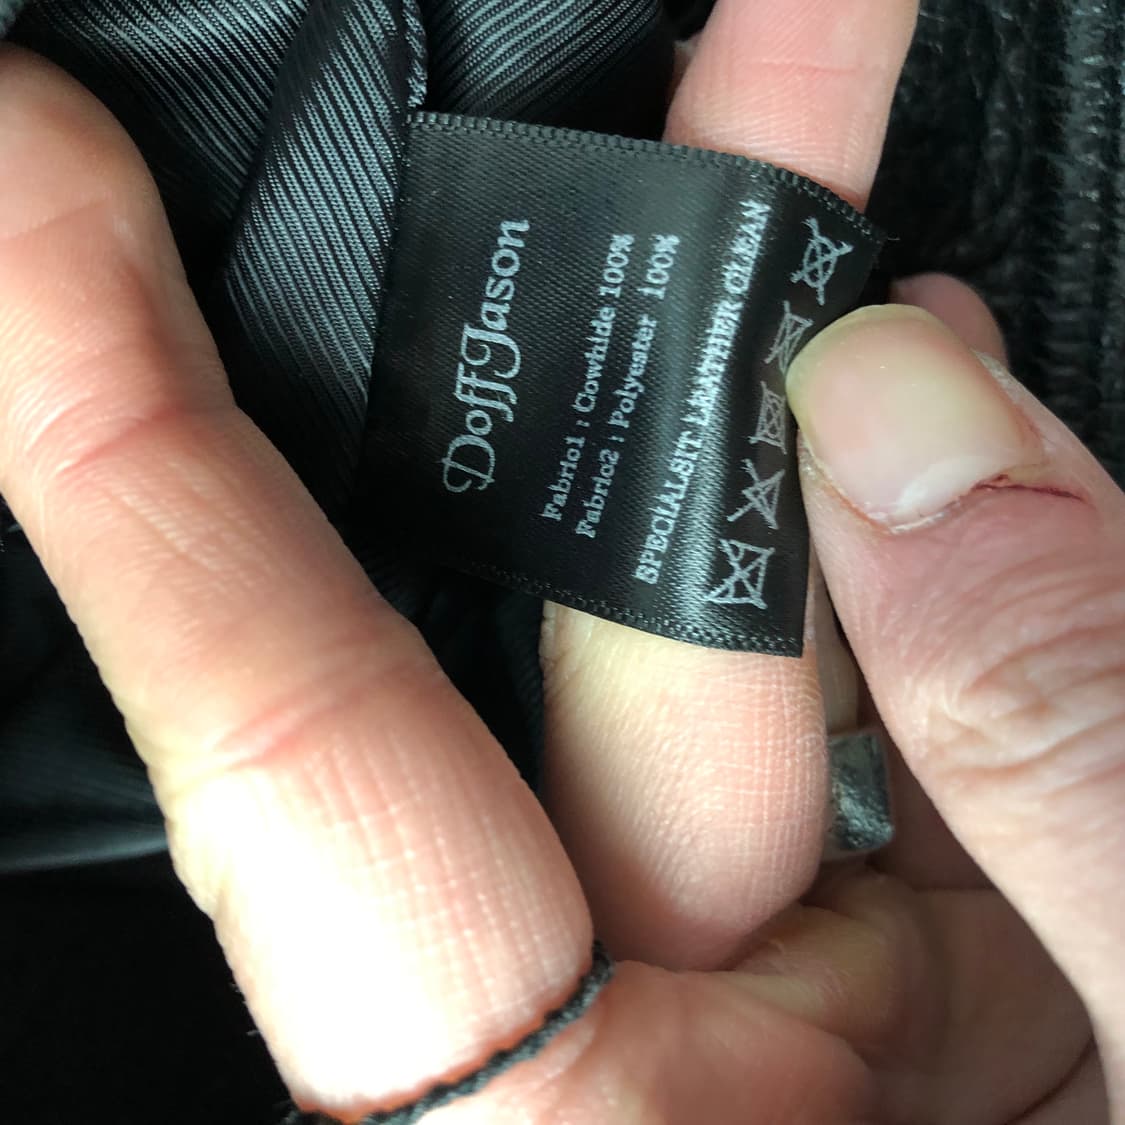 DoffJason
Fabric1 : Cowhide 100%
Fabric2 : Polyester 100%
SPECIALSIT LEATHER CLEAN